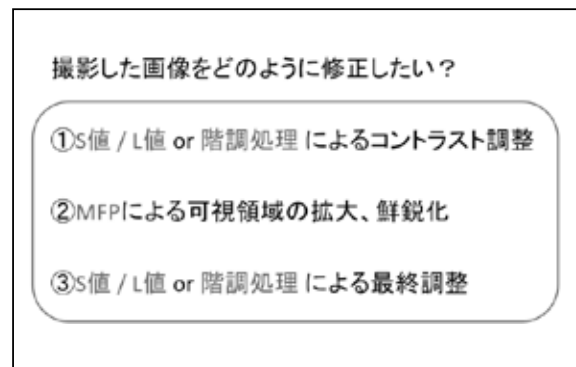 撮影した画像をどのように修正したい？
①S値 / L値 or 階調処理 によるコントラスト調整
②MFPによる可視領域の拡大、鮮鋭化
③S値 / L値 or 階調処理 による最終調整